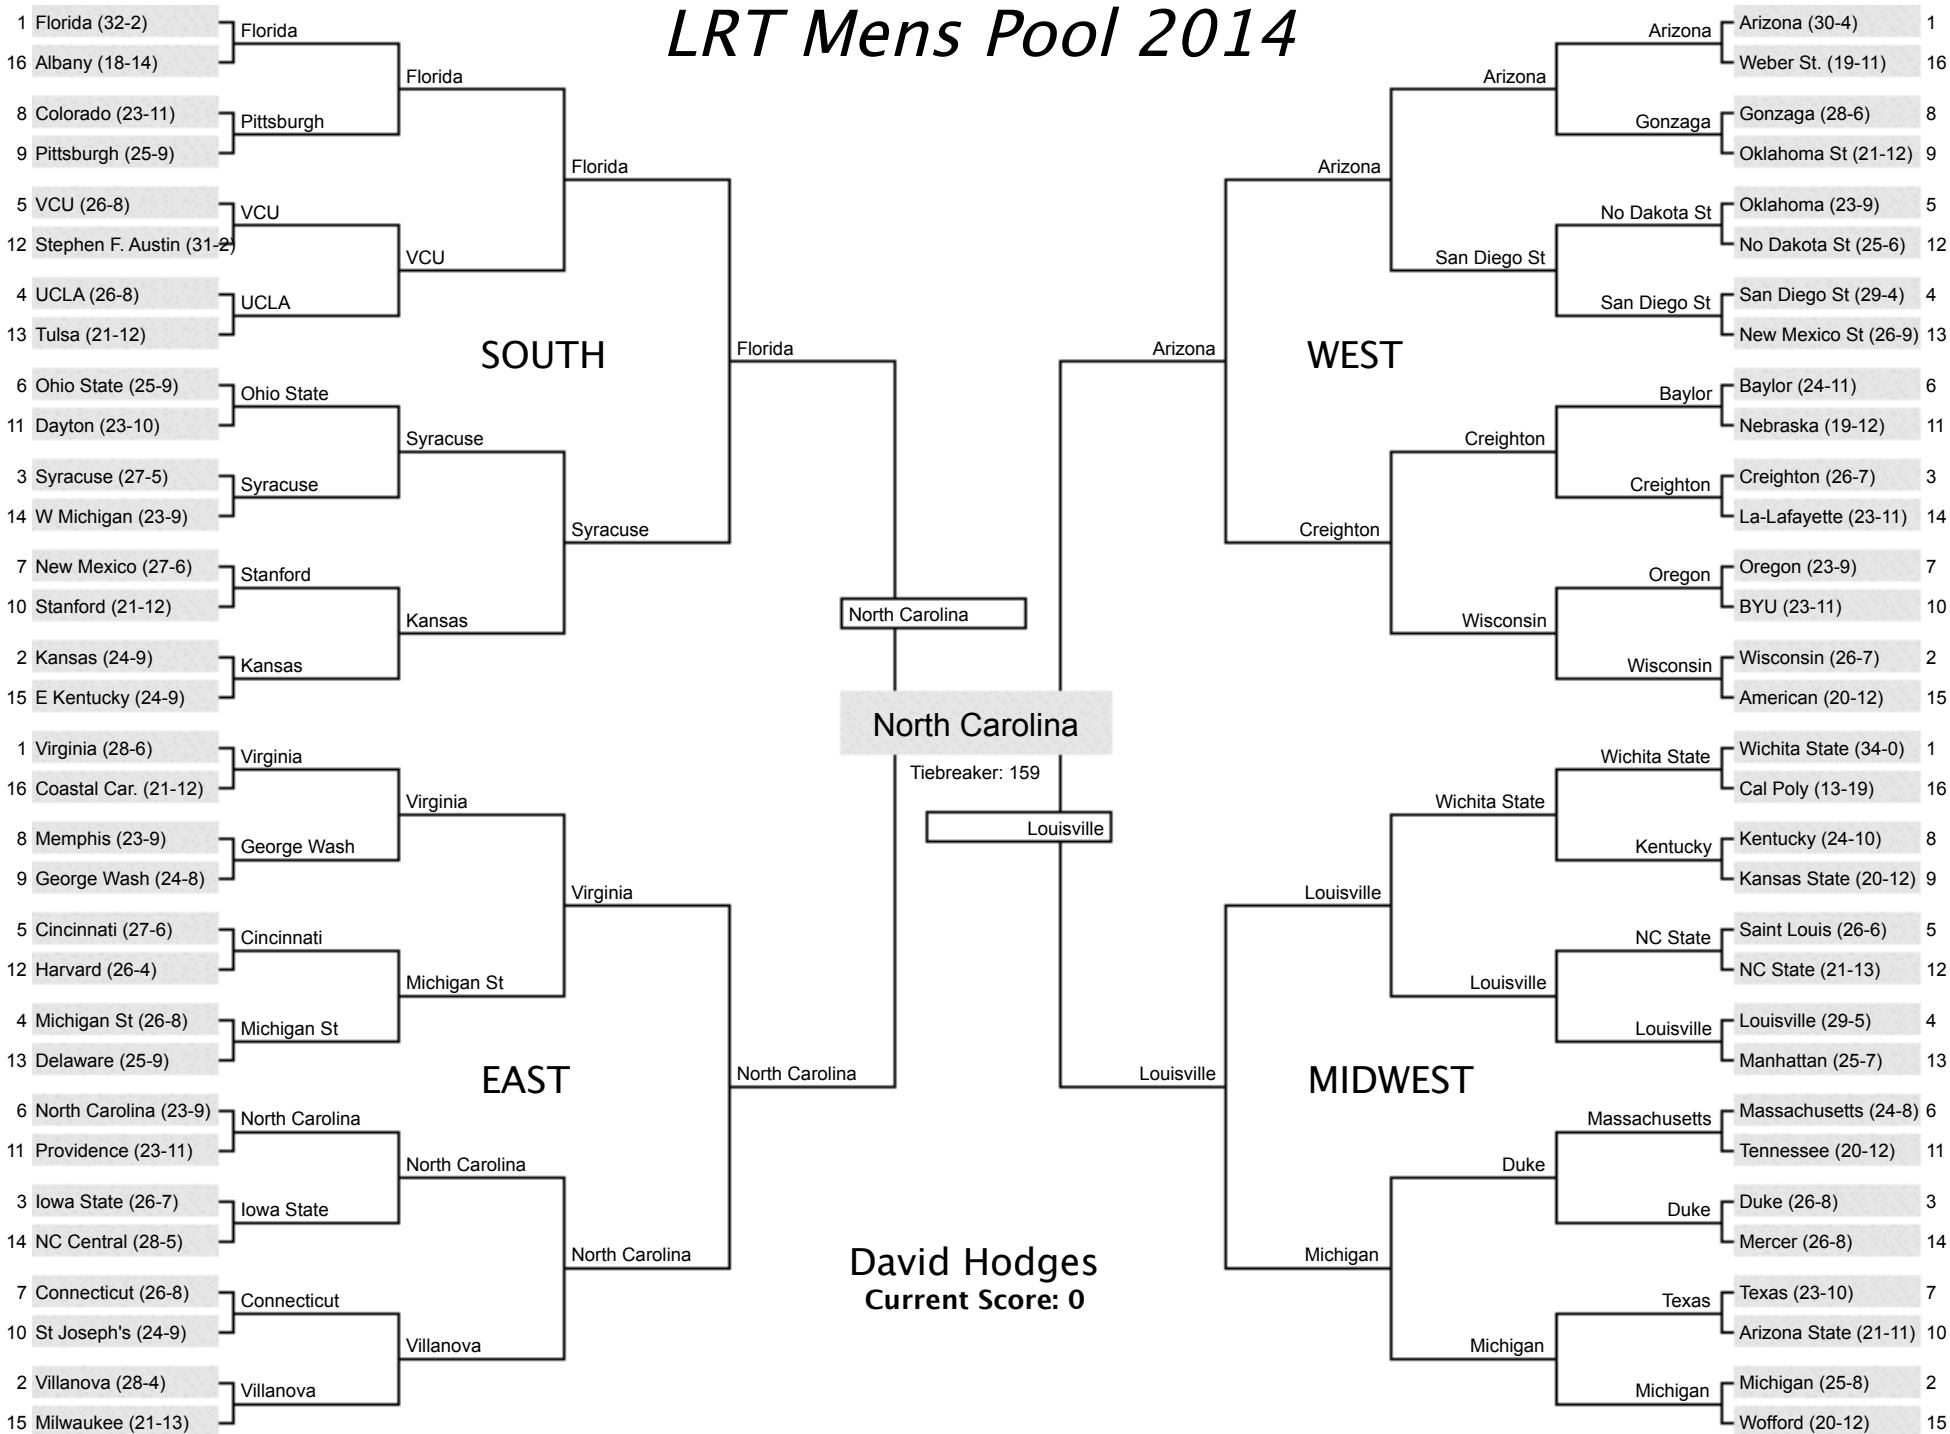 LRT Mens Pool 2014
1 Florida (32-2)
16 Albany (18-14)
8 Colorado (23-11)
9 Pittsburgh (25-9)
5 VCU (26-8)
12 Stephen F. Austin (31-2)
4 UCLA (26-8)
13 Tulsa (21-12)
6 Ohio State (25-9)
11 Dayton (23-10)
3 Syracuse (27-5)
14 W Michigan (23-9)
7 New Mexico (27-6)
10 Stanford (21-12)
2 Kansas (24-9)
15 E Kentucky (24-9)
Florida
Pittsburgh
VCU
UCLA
Ohio State
Syracuse
Stanford
Kansas
Florida
VCU
Syracuse
Kansas
Florida
Syracuse
SOUTH
Florida
1 Virginia (28-6)
16 Coastal Car. (21-12)
8 Memphis (23-9)
9 George Wash (24-8)
5 Cincinnati (27-6)
12 Harvard (26-4)
4 Michigan St (26-8)
13 Delaware (25-9)
6 North Carolina (23-9)
11 Providence (23-11)
3 Iowa State (26-7)
14 NC Central (28-5)
7 Connecticut (26-8)
10 St Joseph's (24-9)
2 Villanova (28-4)
15 Milwaukee (21-13)
Virginia
George Wash
Cincinnati
Michigan St
North Carolina
Iowa State
Connecticut
Villanova
Virginia
Michigan St
North Carolina
Villanova
Virginia
North Carolina
EAST
North Carolina
North Carolina
North Carolina
Tiebreaker: 159
Louisville
David Hodges
Current Score: 0
Arizona
WEST
Arizona
Creighton
Arizona
San Diego St
Creighton
Wisconsin
Arizona
Gonzaga
No Dakota St
San Diego St
Baylor
Creighton
Oregon
Wisconsin
Arizona (30-4) 1
Weber St. (19-11) 16
Gonzaga (28-6) 8
Oklahoma St (21-12) 9
Oklahoma (23-9) 5
No Dakota St (25-6) 12
San Diego St (29-4) 4
New Mexico St (26-9) 13
Baylor (24-11) 6
Nebraska (19-12) 11
Creighton (26-7) 3
La-Lafayette (23-11) 14
Oregon (23-9) 7
BYU (23-11) 10
Wisconsin (26-7) 2
American (20-12) 15
Louisville
MIDWEST
Louisville
Michigan
Wichita State
Louisville
Duke
Michigan
Wichita State
Kentucky
NC State
Louisville
Massachusetts
Duke
Texas
Michigan
Wichita State (34-0) 1
Cal Poly (13-19) 16
Kentucky (24-10) 8
Kansas State (20-12) 9
Saint Louis (26-6) 5
NC State (21-13) 12
Louisville (29-5) 4
Manhattan (25-7) 13
Massachusetts (24-8) 6
Tennessee (20-12) 11
Duke (26-8) 3
Mercer (26-8) 14
Texas (23-10) 7
Arizona State (21-11) 10
Michigan (25-8) 2
Wofford (20-12) 15